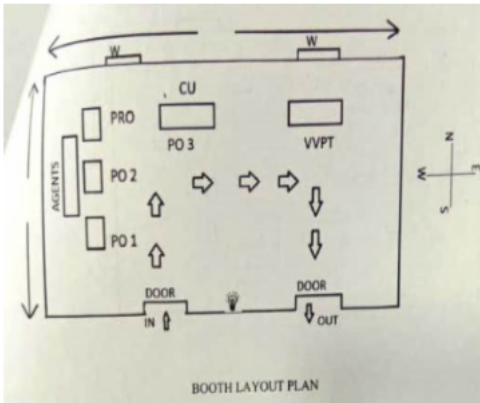 W
W
CU
PRO
PO 3
VVPT
AGENTS
PO 2
PO 1
N
W
E
S
DOOR
DOOR
IN
OUT
BOOTH LAYOUT PLAN